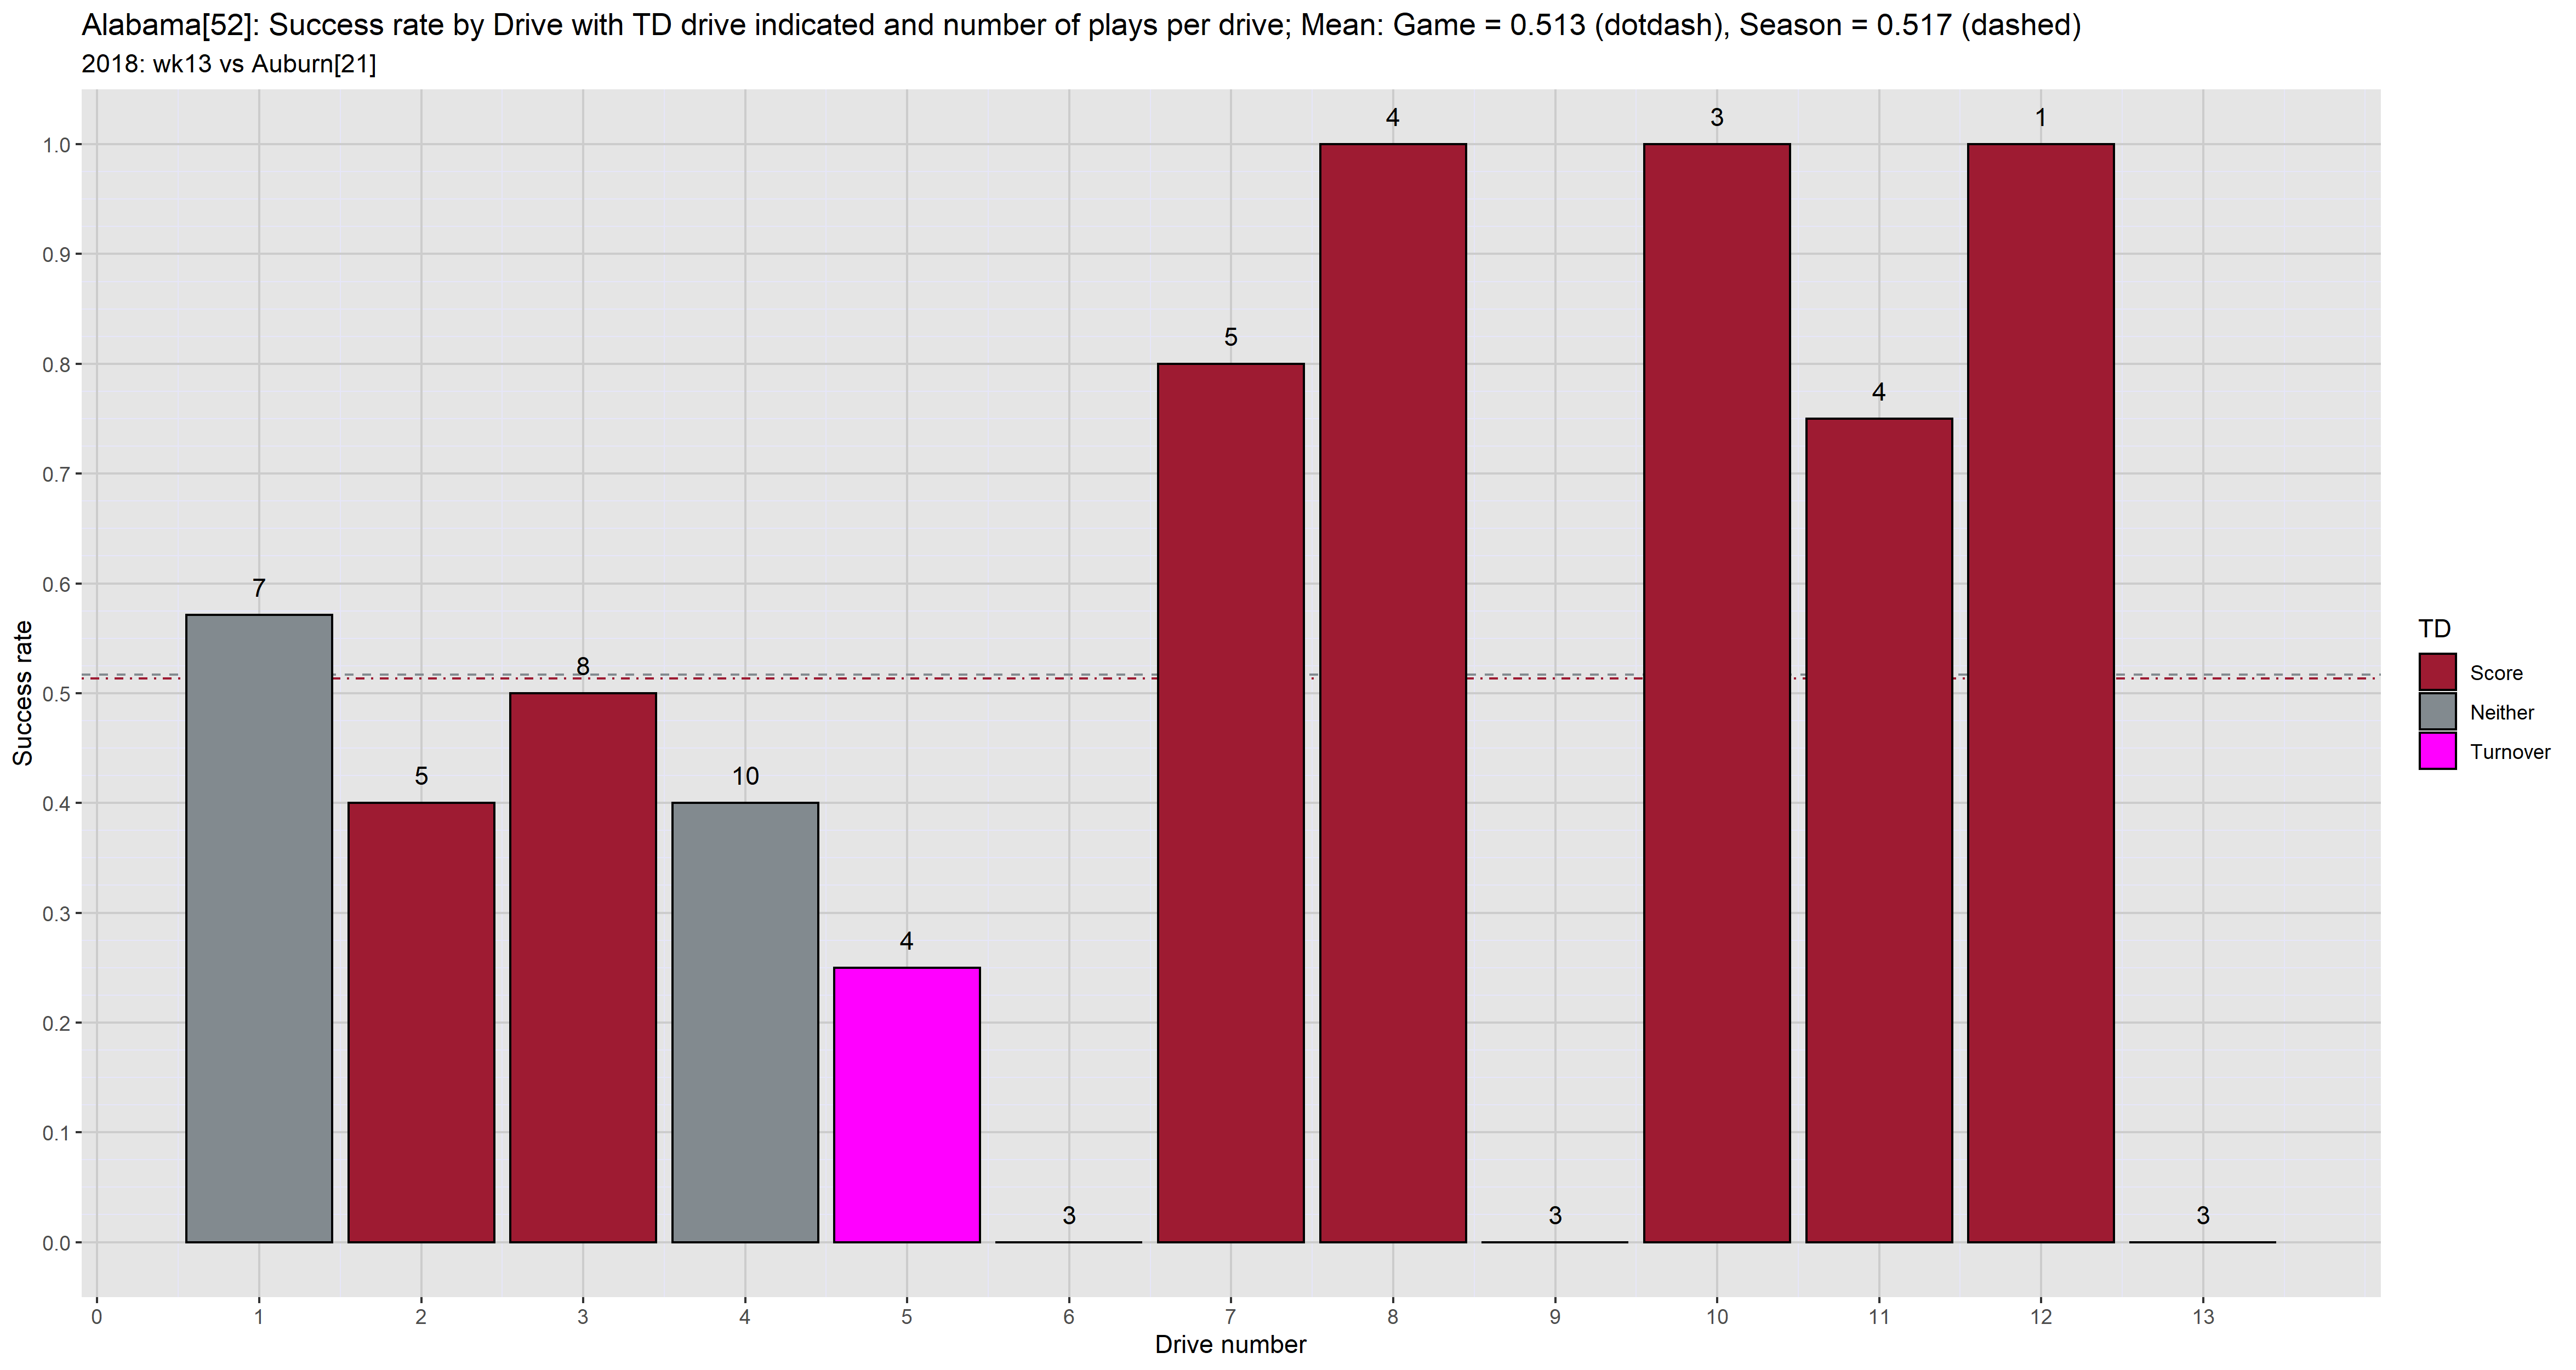 Alabama[52]: Success rate by Drive with TD drive indicated and number of plays per drive; Mean: Game = 0.513 (dotdash), Season = 0.517 (dashed)
2018: wk13 vs Auburn[21]
Success rate
1.0
0.9
0.8
0.7
0.6
0.5
0.4
0.3
0.2
0.1
0.0
7
5
8
10
4
3
5
4
3
3
4
1
3
0 1 2 3 4 5 6 7 8 9 10 11 12 13
Drive number
TD
Score
Neither
Turnover